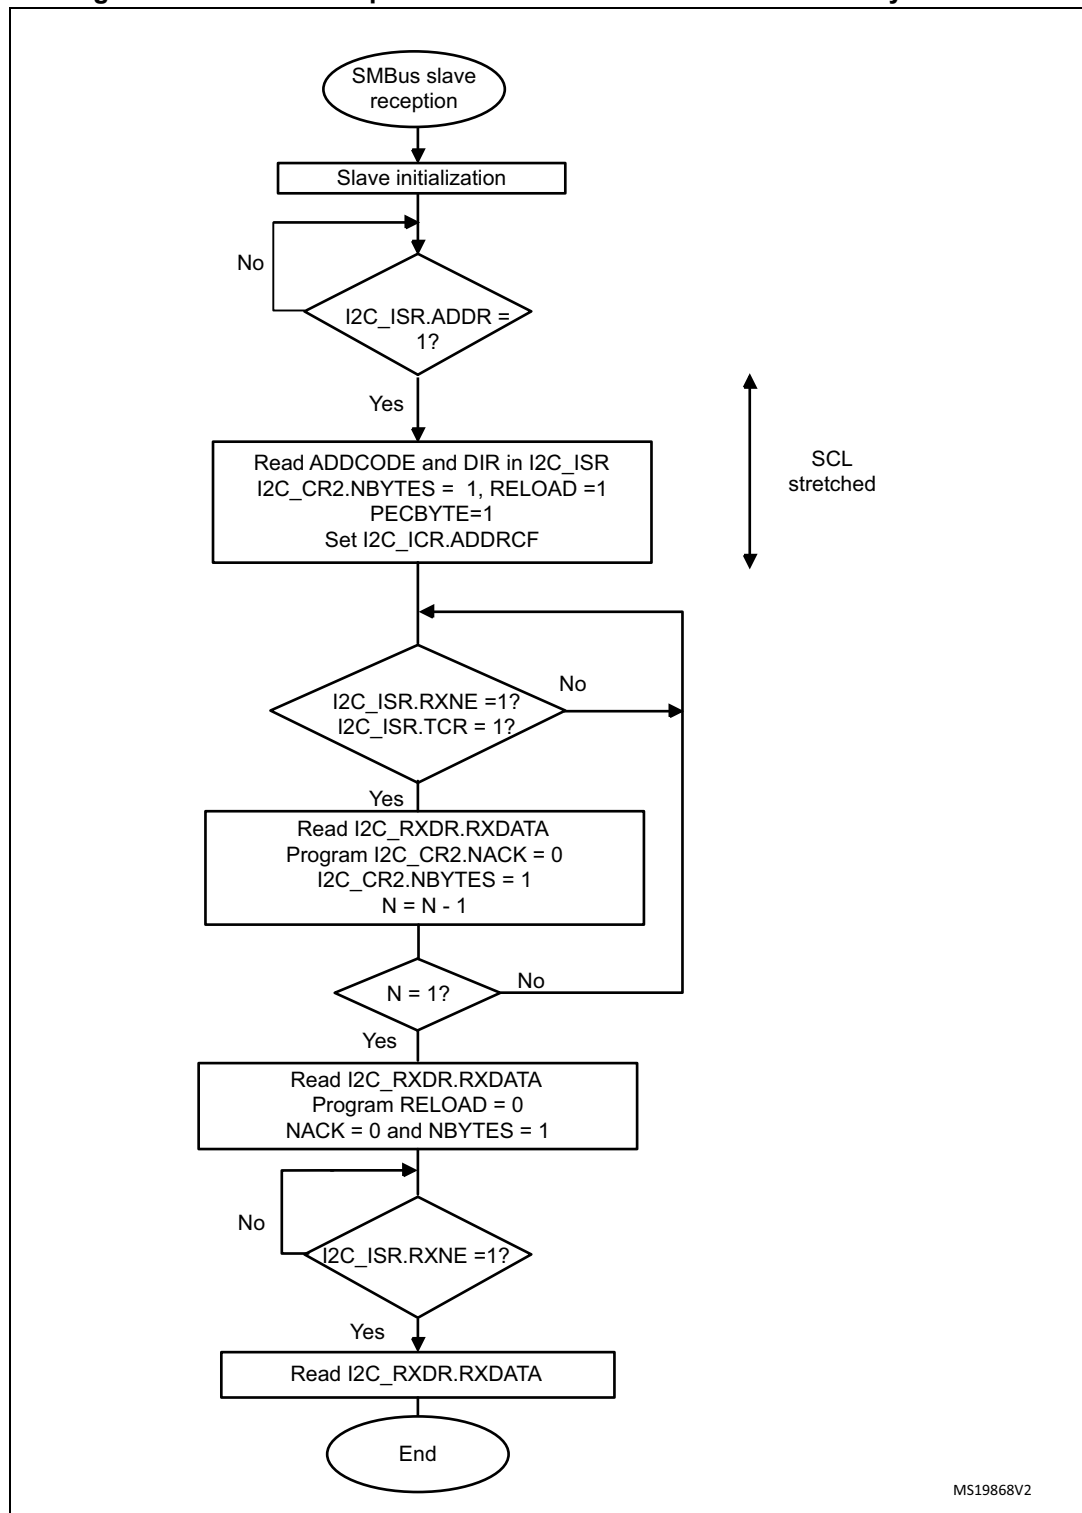 SMBus slave
reception
Slave initialization
No
I2C_ISR.ADDR =
1?
Yes
SCL
stretched
Read ADDCODE and DIR in I2C_ISR
I2C_CR2.NBYTES = 1, RELOAD =1
PECBYTE=1
Set I2C_ICR.ADDRCF
I2C_ISR.RXNE =1?
I2C_ISR.TCR = 1?
No
Yes
Read I2C_RXDR.RXDATA
Program I2C_CR2.NACK = 0
I2C_CR2.NBYTES = 1
N = N - 1
N = 1?
No
Yes
Read I2C_RXDR.RXDATA
Program RELOAD = 0
NACK = 0 and NBYTES = 1
No
I2C_ISR.RXNE =1?
Yes
Read I2C_RXDR.RXDATA
End
MS19868V2